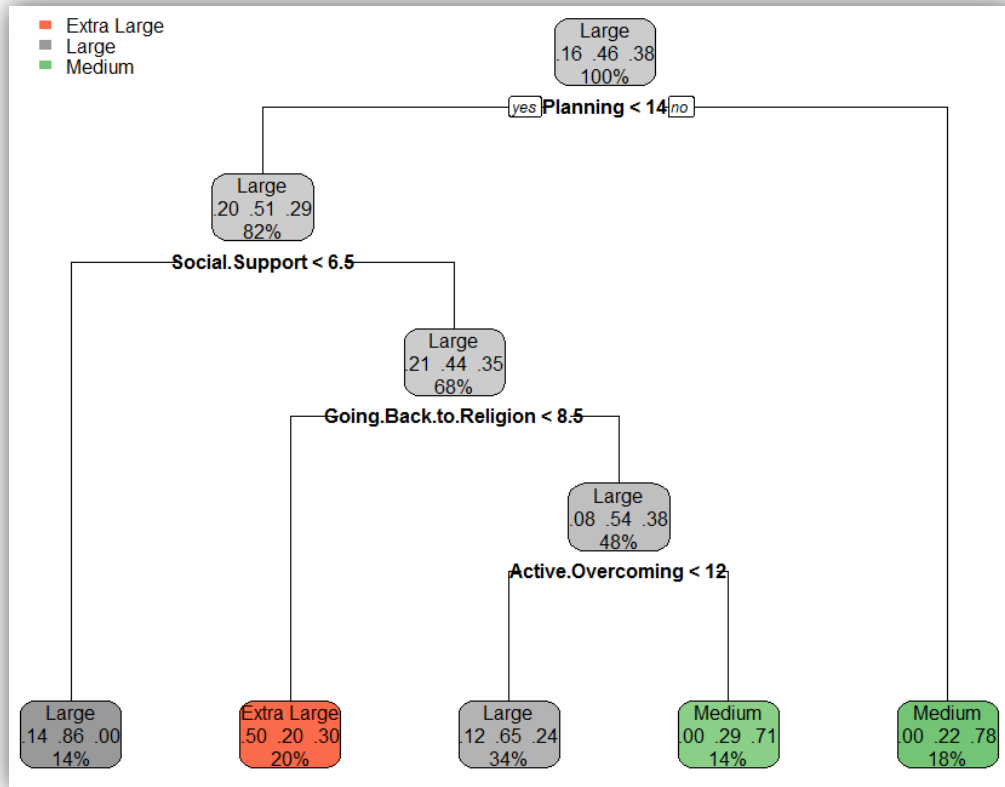 Extra Large
Large
Medium
Large
.16 .46 .38
100%
yes Planning < 14 no
Large
.20 .51 .29
82%
Social.Support < 6.5
Large
.21 .44 .35
68%
Going.Back.to.Religion < 8.5
Large
.08 .54 .38
48%
Active.Overcoming < 12
Large
.14 .86 .00
14%
Extra Large
.50 .20 .30
20%
Large
.12 .65 .24
34%
Medium
.00 .29 .71
14%
Medium
.00 .22 .78
18%